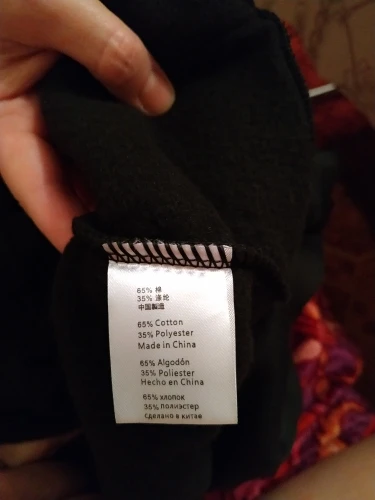 65% 棉
35% 涤纶
中国製造
65% Cotton
35% Polyester
Made in China
65% Algodón
35% Poliester
Hecho en China
65% хлопок
35% полиэстер
сделано в китае